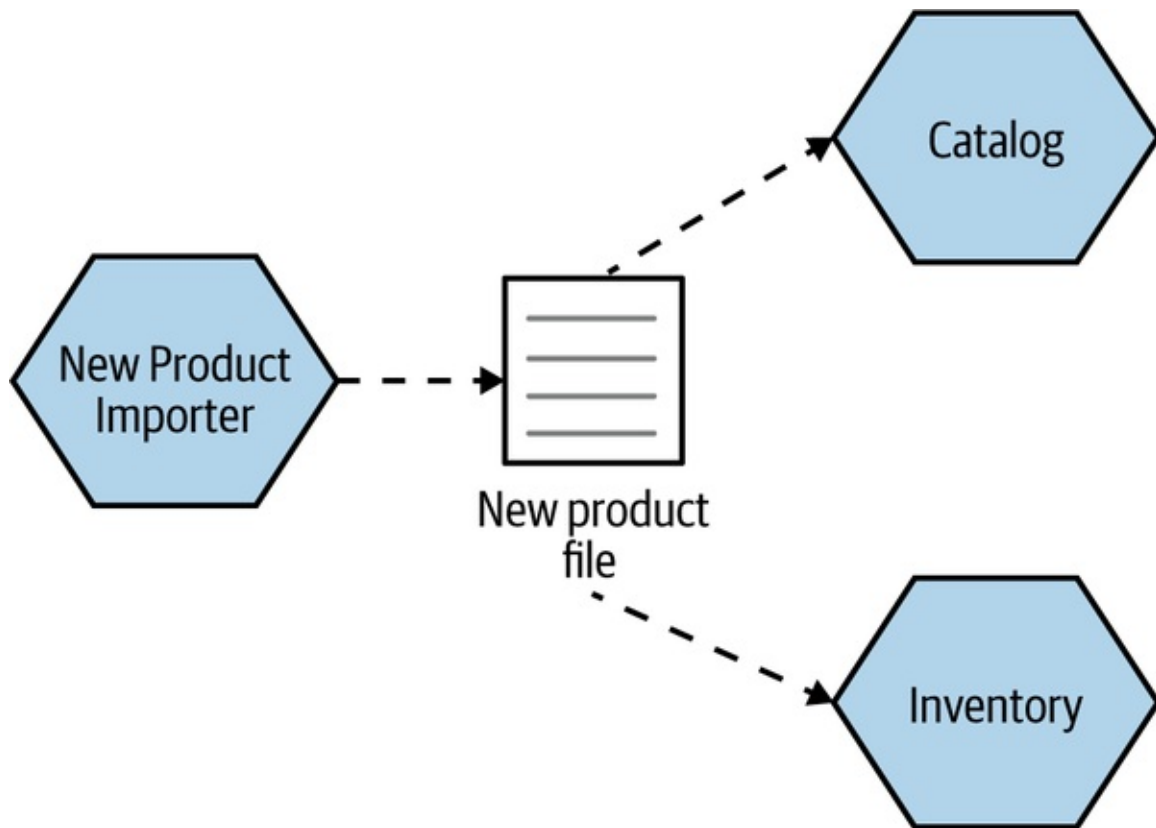 Catalog
New Product
Importer
New product
file
Inventory